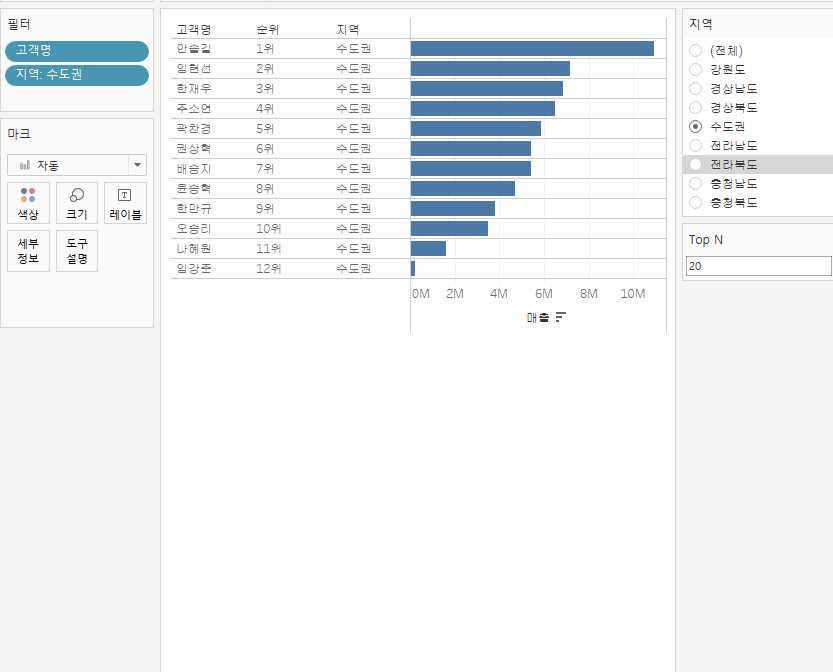 필터
고객명
지역: 수도권
마크
자동
색상
크기
레이블
세부
정보
도구
설명
고객명 순위 지역
안솔길 1위 수도권
임현선 2위 수도권
한재우 3위 수도권
주소연 4위 수도권
곽찬경 5위 수도권
권상혁 6위 수도권
배승지 7위 수도권
윤승혁 8위 수도권
한만규 9위 수도권
오승리 10위 수도권
나혜원 11위 수도권
임강준 12위 수도권
0M 2M 4M 6M 8M 10M
매출
지역
(전체)
강원도
경상남도
경상북도
수도권
전라남도
전라북도
충청남도
충청북도
Top N
20